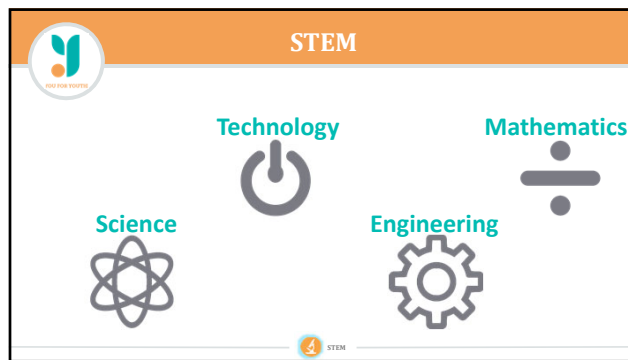 STEM
YOU FOR YOUTH
Technology
Mathematics
Science
Engineering
STEM